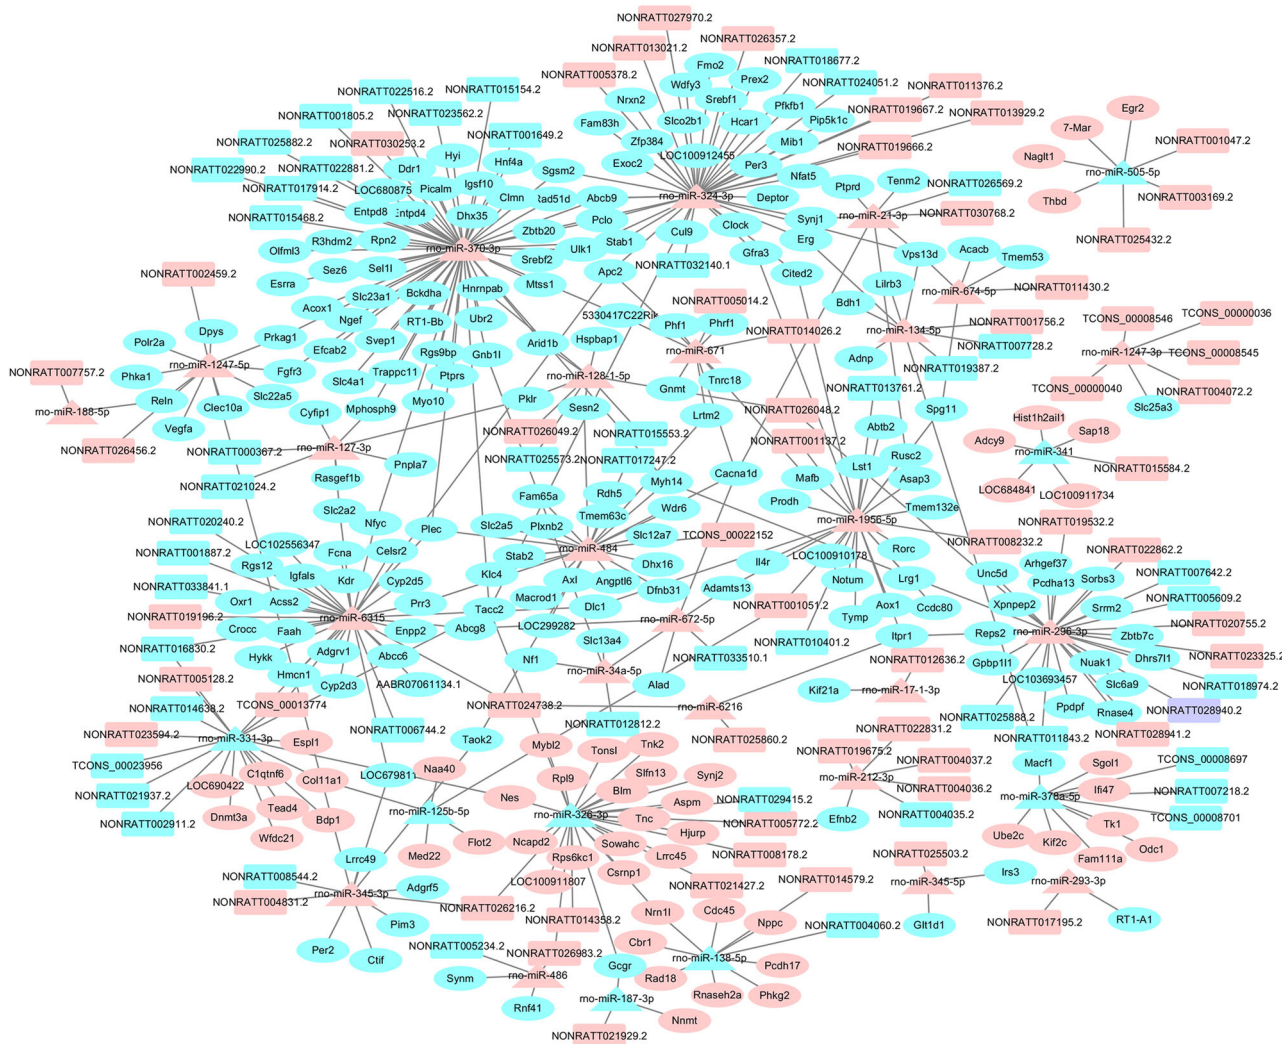 NONRATT027970.2
NONRATT013021.2
NONRATT026357.2
NONRATT005378.2
Fmo2
NONRATT018677.2
Wdfy3
Prex2
NONRATT024051.2
NONRATT022516.2
NONRATT015154.2
Nrxn2
Srebf1
Pfkfb1
NONRATT011376.2
NONRATT001805.2
NONRATT023562.2
Fam83h
Slco2b1
Hcar1
Pip5k1c
NONRATT019667.2
NONRATT013929.2
Egr2
7-Mar
NONRATT025882.2
NONRATT030253.2
NONRATT001649.2
Zfp384
Mib1
NONRATT019666.2
NONRATT001047.2
NONRATT022990.2
NONRATT022881.2
Hyi
Hnf4a
Exoc2
LOC100912455
Per3
Naglt1
rno-miR-505-5p
Ddr1
Sgsm2
Nfat5
Tenm2
NONRATT017914.2
LOC680875
Picalm
Igsf10
Clmn
Abcb9
rno-miR-324-3p
Deptor
Ptprd
NONRATT026569.2
Thbd
NONRATT003169.2
NONRATT015468.2
Entpd8
Entpd4
Dhx35
Pclo
Synj1
rno-miR-21-3p
NONRATT030768.2
NONRATT025432.2
Olfml3
R3hdm2
Rpn2
rno-miR-370-3p
Zbtb20
Ulk1
Stab1
Cul9
Clock
Erg
Acacb
Esrra
Sez6
Sel1l
Srebf2
Apc2
NONRATT032140.1
Gfra3
Cited2
Vps13d
Tmem53
NONRATT002459.2
Acox1
Slc23a1
Bckdha
Hnrnpab
Mtss1
Lilrb3
rno-miR-674-5p
NONRATT011430.2
Dpys
Ngef
RT1-Bb
Ubr2
5330417C22Rik
NONRATT005014.2
Bdh1
TCONS_00008546
TCONS_00000036
Polr2a
Prkag1
Efcab2
Svep1
Gnb1l
Arid1b
Hspbap1
Phf1
Phrf1
NONRATT014026.2
rno-miR-134-5p
NONRATT001756.2
rno-miR-1247-3p
TCONS_00008545
NONRATT007757.2
rno-miR-1247-5p
Phka1
Fgfr3
Trappc11
Rgs9bp
rno-miR-671
Adnp
NONRATT007728.2
TCONS_00000040
NONRATT004072.2
Slc4a1
Ptprs
rno-miR-128-1-5p
Tnrc18
NONRATT019387.2
Slc25a3
Reln
Slc22a5
Myo10
Pklr
Gnmt
NONRATT013761.2
rno-miR-188-5p
Clec10a
Mphosph9
Sesn2
NONRATT026048.2
Spg11
Hist1h2ail1
Vegfa
Cyfip1
Lrtm2
Abtb2
Sap18
NONRATT026456.2
NONRATT000367.2
rno-miR-127-3p
NONRATT026049.2
NONRATT015553.2
NONRATT001137.2
Adcy9
rno-miR-341
Pnpla7
NONRATT025573.2
NONRATT017247.2
Lst1
Rusc2
NONRATT015584.2
NONRATT021024.2
Rasgef1b
Cacna1d
Asap3
LOC684841
LOC100911734
Fam65a
Rdh5
Myh14
Mafb
Slc2a2
Prodh
Tmem132e
NONRATT020240.2
Nfyc
Plec
Slc2a5
Plxnb2
Tmem63c
Wdr6
rno-miR-1956-5p
NONRATT019532.2
LOC102556347
NONRATT001887.2
Fcna
Celsr2
Stab2
rno-miR-484
Slc12a7
TCONS_00022152
NONRATT008232.2
NONRATT022862.2
Rgs12
Igfals
Kdr
Cyp2d5
Klc4
Dhx16
Il4r
LOC100910178
Rorc
Arhgef37
NONRATT007642.2
NONRATT033841.1
Axl
Angptl6
Dfnb31
Adamts13
Notum
Lrg1
Unc5d
Pcdha13
Sorbs3
NONRATT005609.2
Oxr1
Acss2
Prr3
Tacc2
Macrod1
Dlc1
NONRATT001051.2
Tymp
Aox1
Ccdc80
Xpnpep2
Srrm2
NONRATT020755.2
NONRATT019196.2
rno-miR-6315
Abcg8
LOC299282
rno-miR-672-5p
Itpr1
rno-miR-296-3p
Zbtb7c
NONRATT023325.2
Crocc
Faah
Enpp2
Slc13a4
NONRATT010401.2
Reps2
Dhrs7l1
NONRATT016830.2
Hykk
Adgrv1
Abcc6
Nf1
NONRATT033510.1
NONRATT012636.2
Gpbp1l1
Nuak1
NONRATT018974.2
NONRATT005128.2
Hmcn1
Cyp2d3
AABR07061134.1
rno-miR-34a-5p
Alad
Kif21a
rno-miR-17-1-3p
LOC103693457
Slc6a9
TCONS_00013774
NONRATT024738.2
rno-miR-6216
Ppdpf
Rnase4
NONRATT028940.2
NONRATT014638.2
NONRATT012812.2
NONRATT022831.2
NONRATT025888.2
NONRATT023594.2
rno-miR-331-3p
Espl1
NONRATT006744.2
Taok2
Mybl2
Tonsl
Tnk2
NONRATT025860.2
NONRATT019675.2
NONRATT004037.2
NONRATT011843.2
NONRATT028941.2
TCONS_00023956
LOC690422
C1qtnf6
Col11a1
LOC679811
Naa40
Rpl9
Slfn13
Synj2
rno-miR-212-3p
Macf1
Sgol1
TCONS_00008697
NONRATT021937.2
Tead4
Nes
Blm
Aspm
NONRATT029415.2
NONRATT004036.2
rno-miR-378a-5p
Ifi47
NONRATT007218.2
NONRATT002911.2
Dnmt3a
Bdp1
rno-miR-125b-5p
rno-miR-326-3p
Tnc
NONRATT005772.2
Efnb2
NONRATT004035.2
TCONS_00008701
Wfdc21
Flot2
Ncapd2
Sowahc
Hjurp
NONRATT008178.2
Ube2c
Tk1
Lrrc49
Med22
Rps6kc1
Lrrc45
Kif2c
Odc1
NONRATT008544.2
Adgrf5
LOC100911807
Csrnp1
NONRATT021427.2
NONRATT014579.2
NONRATT025503.2
Fam111a
rno-miR-345-3p
Irs3
NONRATT004831.2
NONRATT026216.2
Nrn1l
Cdc45
rno-miR-345-5p
rno-miR-293-3p
Pim3
NONRATT014358.2
Nppc
NONRATT004060.2
Glt1d1
NONRATT017195.2
RT1-A1
Per2
Ctif
NONRATT005234.2
NONRATT026983.2
Cbr1
rno-miR-138-5p
Gcgr
Pcdh17
Synm
rno-miR-486
Rad18
Rnf41
rno-miR-187-3p
Rnaseh2a
Phkg2
Nnmt
NONRATT021929.2